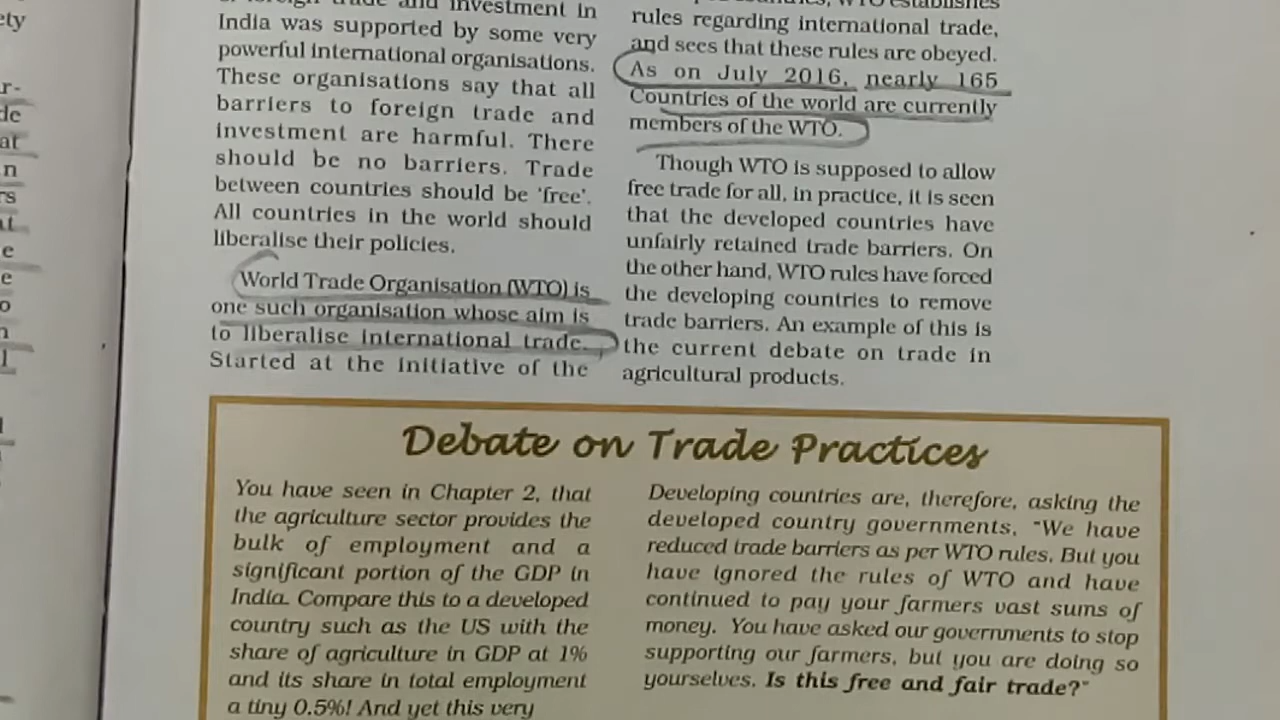 ety
r-
de
at
n
rs
at
e
e
o
n
l
trade and investment in
India was supported by some very
powerful international organisations.
These organisations say that all
barriers to foreign trade and
investment are harmful. There
should be no barriers. Trade
between countries should be 'free'.
All countries in the world should
liberalise their policies.
World Trade Organisation (WTO) is
one such organisation whose aim is
to liberalise international trade.
Started at the initiative of the
WTO establishes
rules regarding international trade,
and sees that these rules are obeyed.
As on July 2016, nearly 165
Countries of the world are currently
members of the WTO.
Though WTO is supposed to allow
free trade for all, in practice, it is seen
that the developed countries have
unfairly retained trade barriers. On
the other hand, WTO rules have forced
the developing countries to remove
trade barriers. An example of this is
the current debate on trade in
agricultural products.
Debate on Trade Practices
You have seen in Chapter 2, that
the agriculture sector provides the
bulk of employment and a
significant portion of the GDP in
India. Compare this to a developed
country such as the US with the
share of agriculture in GDP at 1%
and its share in total employment
a tiny 0.5%! And yet this very
Developing countries are, therefore, asking the
developed country governments, "We have
reduced trade barriers as per WTO rules. But you
have ignored the rules of WTO and have
continued to pay your farmers vast sums of
money. You have asked our governments to stop
supporting our farmers, but you are doing so
yourselves. Is this free and fair trade?"